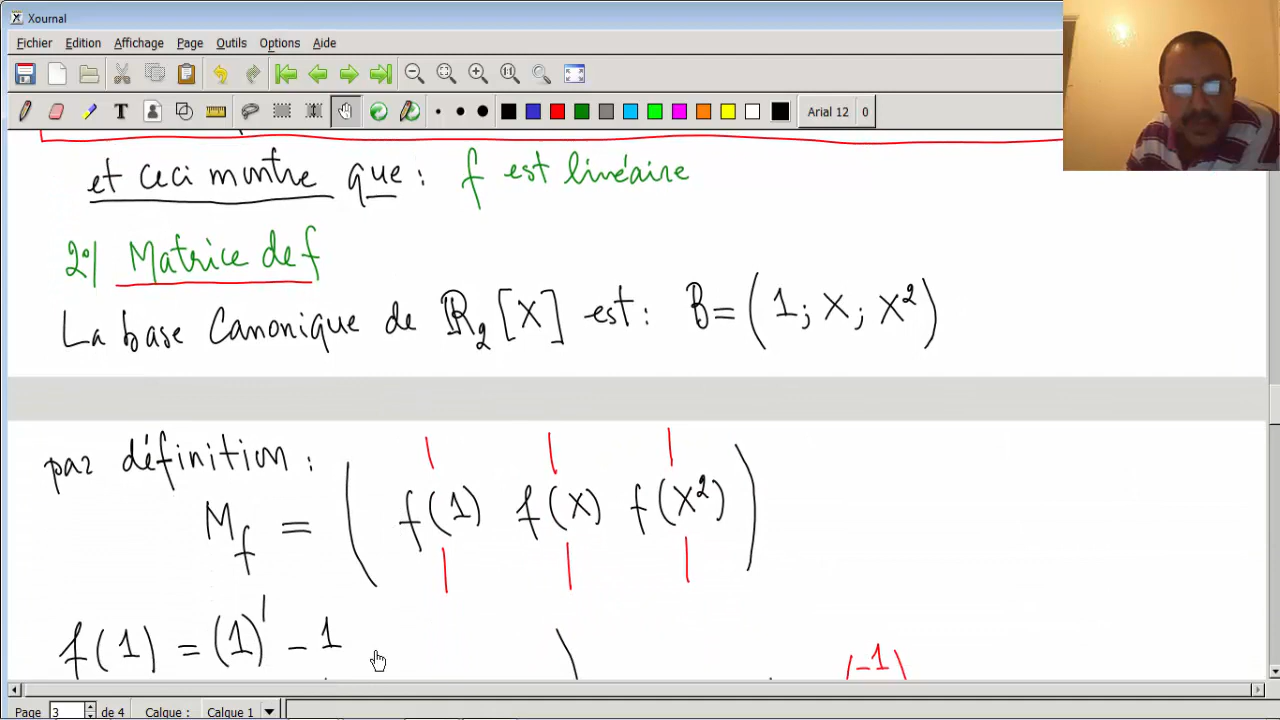 Xournal
Fichier Edition Affichage Page Outils Options Aide
Arial 12 0
et ceci montre que : f est linéaire
2°/ Matrice de f
La base Canonique de ℝ₂[X] est : B = (1; X; X²)
par définition :
M_f = ( f(1) f(X) f(X²) )
f(1) = (1)' - 1
(-1)
Page 3 de 4 Calque : Calque 1